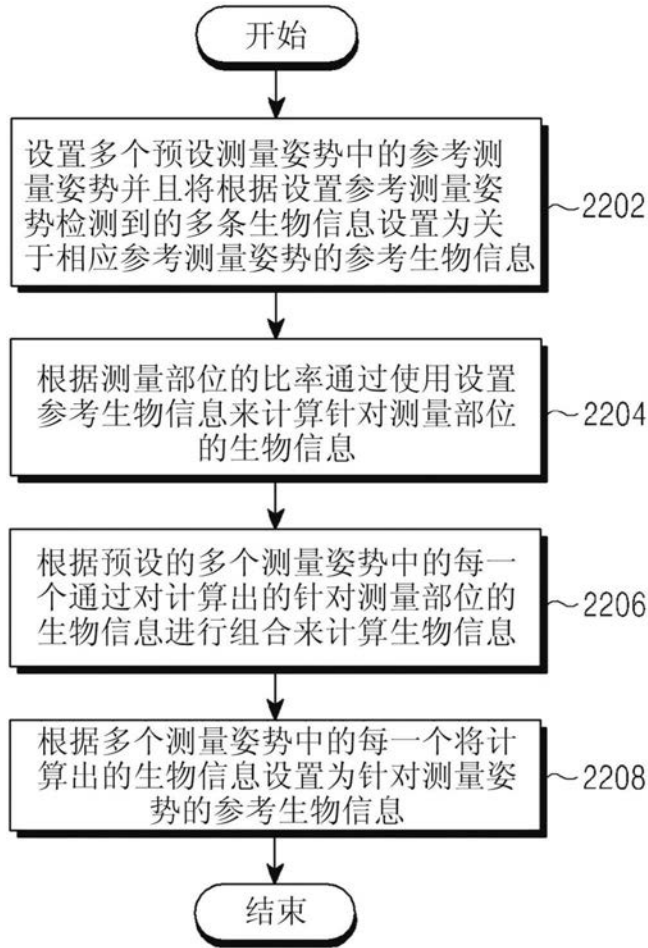 开始
设置多个预设测量姿势中的参考测
量姿势并且将根据设置参考测量姿
势检测到的多条生物信息设置为关
于相应参考测量姿势的参考生物信息
2202
根据测量部位的比率通过使用设置
参考生物信息来计算针对测量部位
的生物信息
2204
根据预设的多个测量姿势中的每一
个通过对计算出的针对测量部位的
生物信息进行组合来计算生物信息
2206
根据多个测量姿势中的每一个将计
算出的生物信息设置为针对测量姿
势的参考生物信息
2208
结束